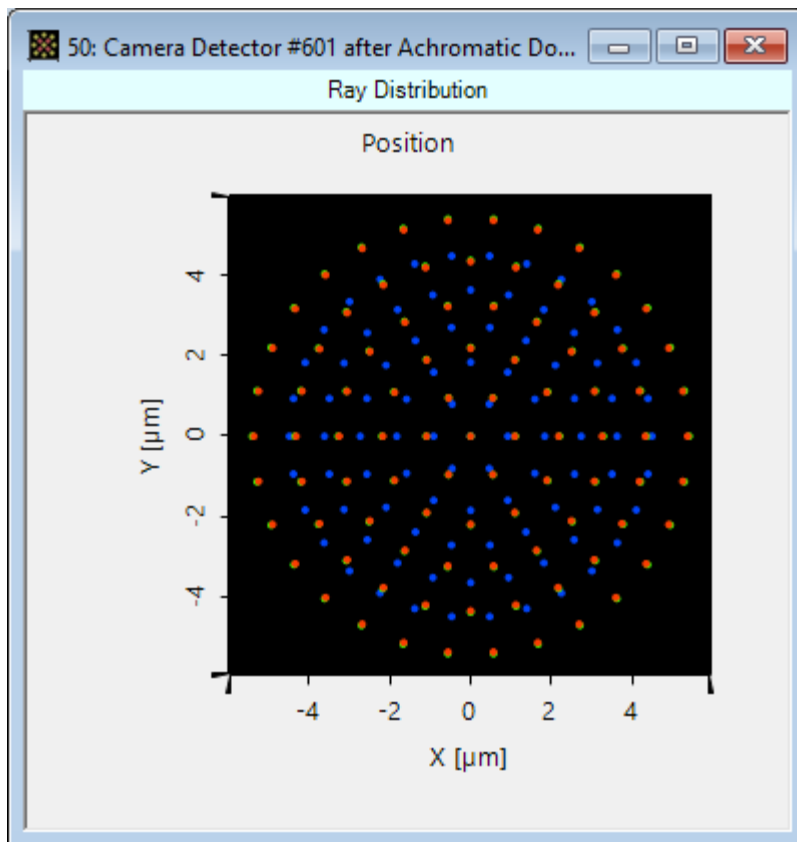 50: Camera Detector #601 after Achromatic Do...
Ray Distribution
Position
4
2
0
-2
-4
Y [µm]
-4 -2 0 2 4
X [µm]